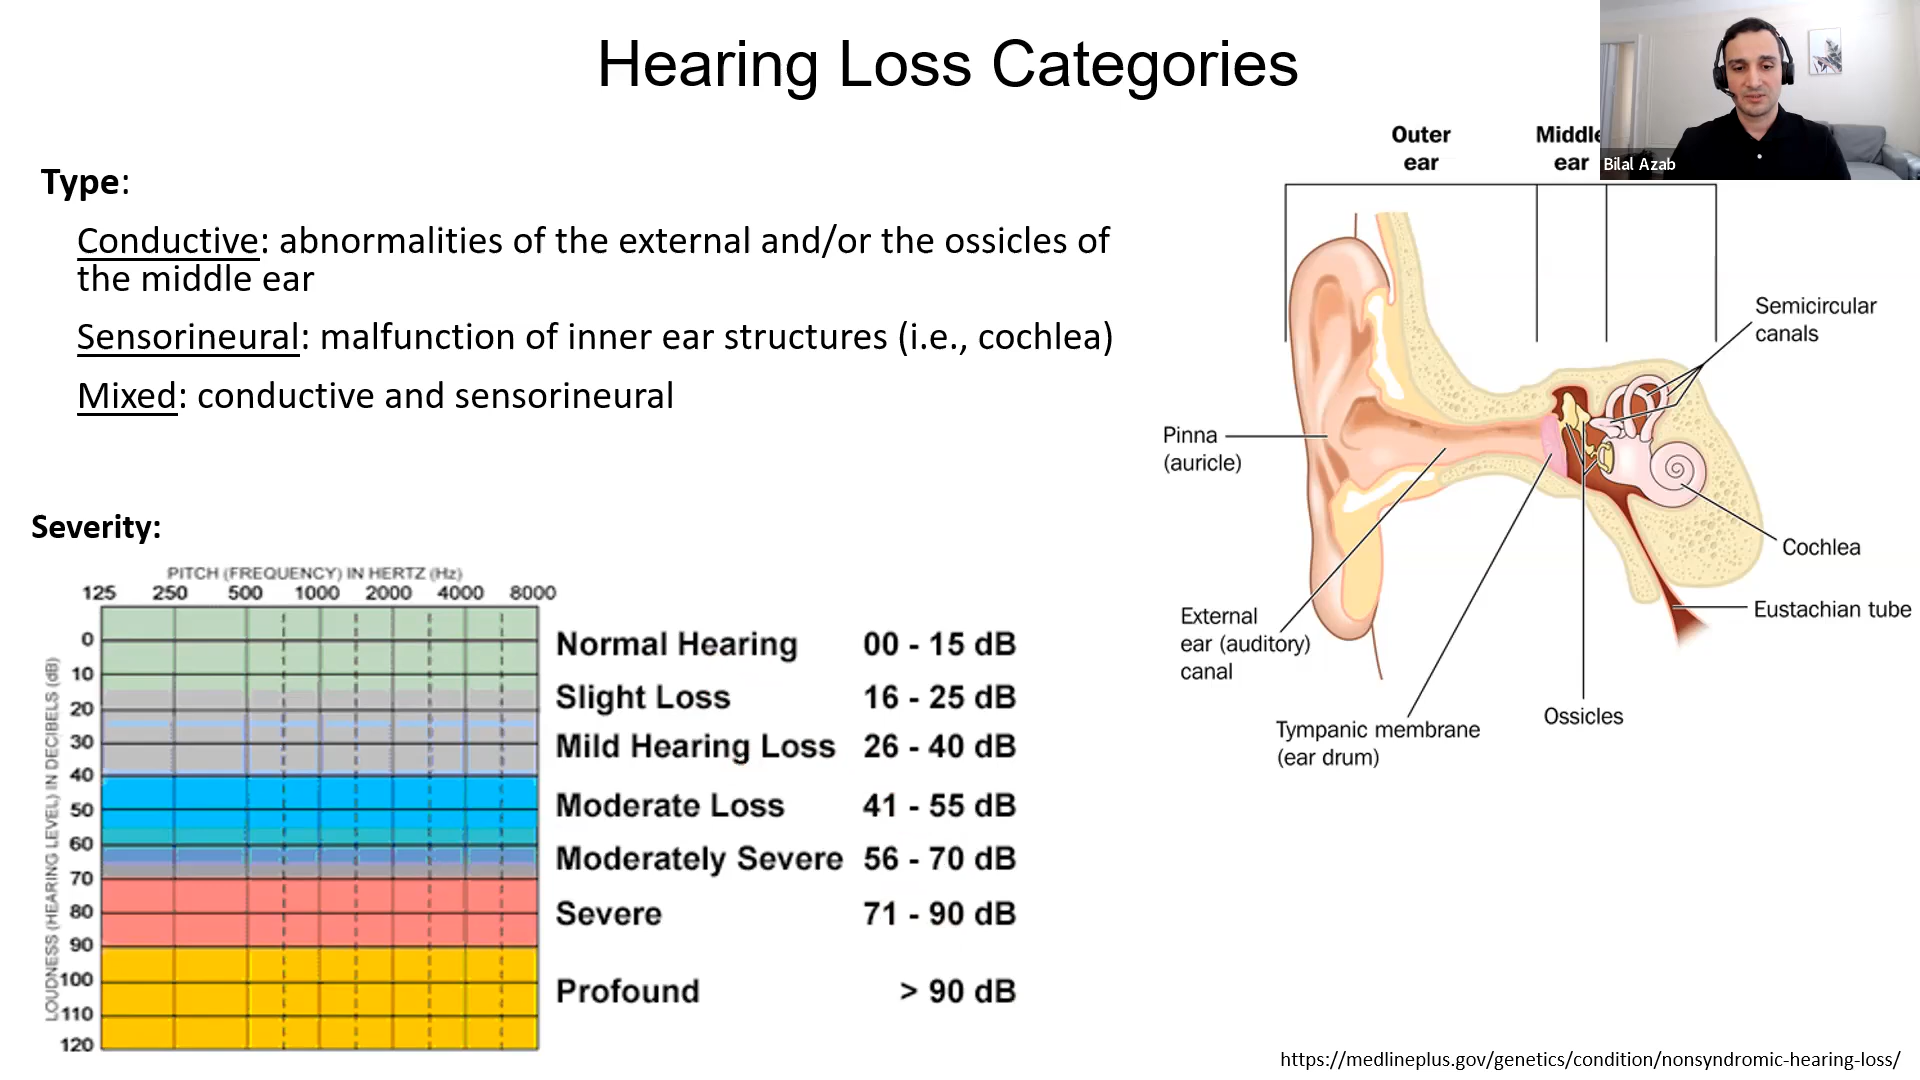 Hearing Loss Categories
Bilal Azab
Type:
Conductive: abnormalities of the external and/or the ossicles of
the middle ear
Sensorineural: malfunction of inner ear structures (i.e., cochlea)
Mixed: conductive and sensorineural
Severity:
PITCH (FREQUENCY) IN HERTZ (Hz)
125 250 500 1000 2000 4000 8000
LOUDNESS (HEARING LEVEL) IN DECIBELS (dB)
0
10
20
30
40
50
60
70
80
90
100
110
120
Normal Hearing 00 - 15 dB
Slight Loss 16 - 25 dB
Mild Hearing Loss 26 - 40 dB
Moderate Loss 41 - 55 dB
Moderately Severe 56 - 70 dB
Severe 71 - 90 dB
Profound > 90 dB
Outer
ear
Middle
ear
Semicircular
canals
Pinna
(auricle)
Cochlea
Eustachian tube
External
ear (auditory)
canal
Ossicles
Tympanic membrane
(ear drum)
https://medlineplus.gov/genetics/condition/nonsyndromic-hearing-loss/